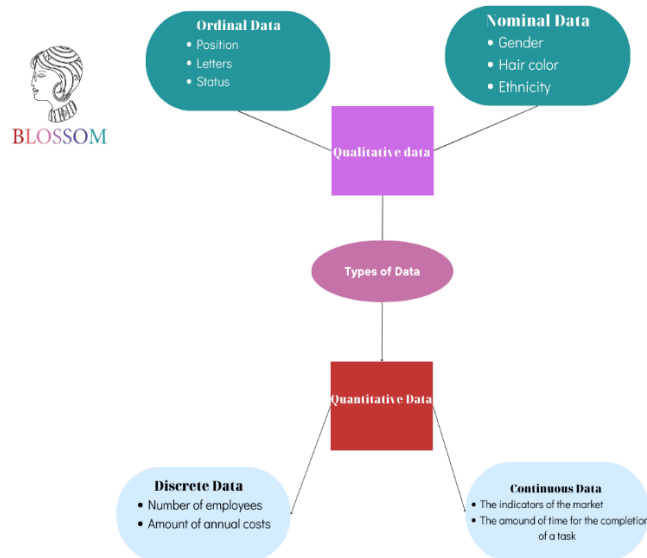 Ordinal Data
• Position
• Letters
• Status
Nominal Data
• Gender
• Hair color
• Ethnicity
BLOSSOM
Qualitative data
Types of Data
Quantitative Data
Discrete Data
• Number of employees
• Amount of annual costs
Continuous Data
• The indicators of the market
• The amound of time for the completion
of a task